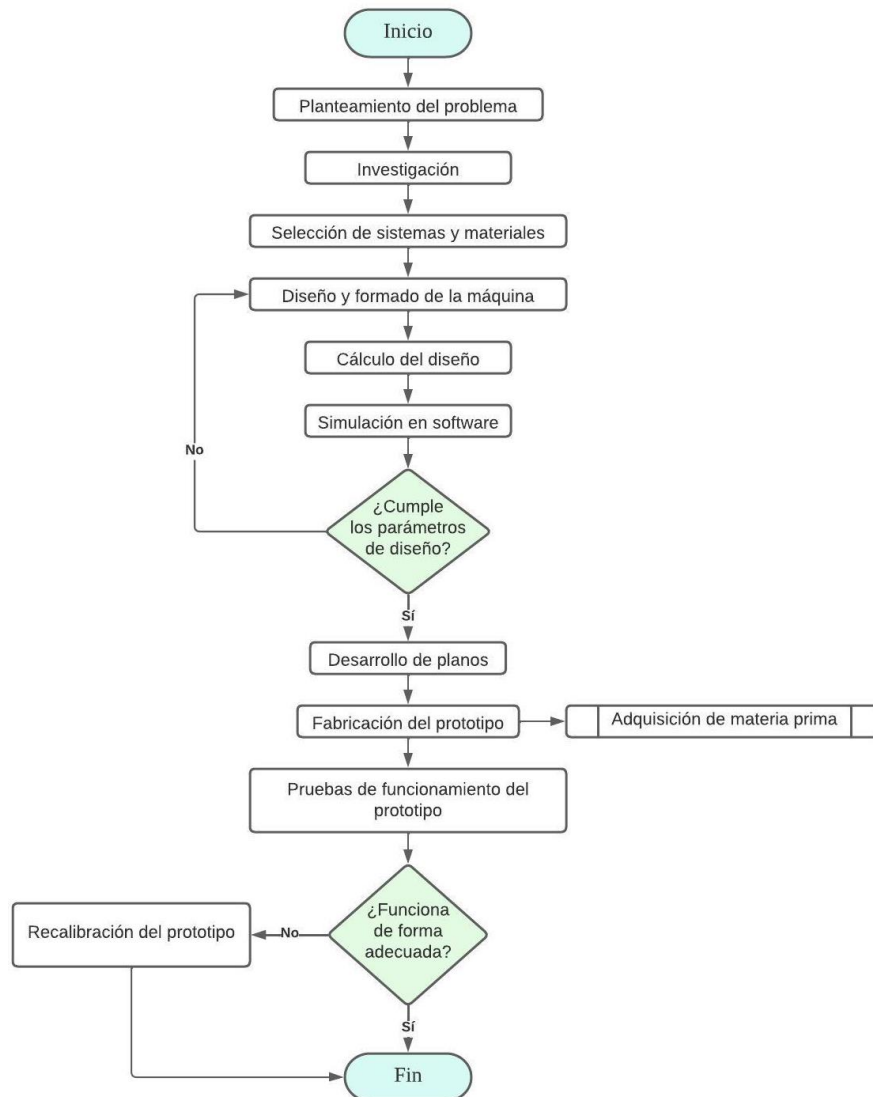 Inicio
Planteamiento del problema
Investigación
Selección de sistemas y materiales
Diseño y formado de la máquina
Cálculo del diseño
Simulación en software
No
¿Cumple
los parámetros
de diseño?
Sí
Desarrollo de planos
Fabricación del prototipo
Adquisición de materia prima
Pruebas de funcionamiento del
prototipo
¿Funciona
de forma
adecuada?
No
Recalibración del prototipo
Sí
Fin